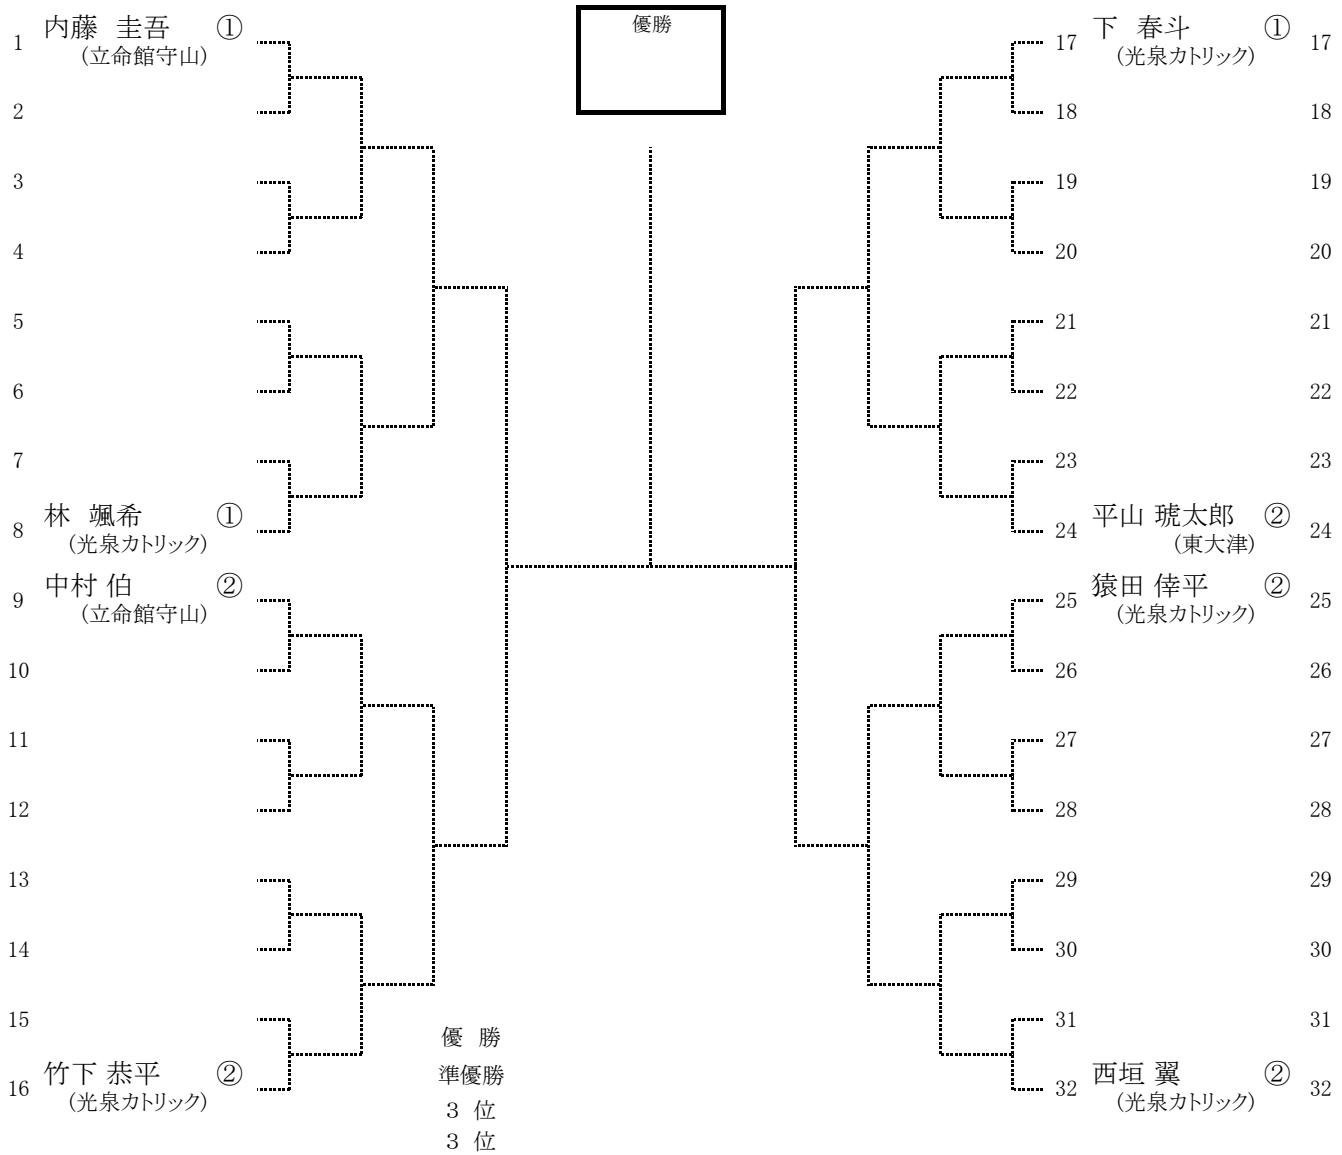 優勝
1 内藤 圭吾 ①
(立命館守山)
2
3
4
5
6
7
8 林 颯希 ①
(光泉カトリック)
9 中村 伯 ②
(立命館守山)
10
11
12
13
14
15
16 竹下 恭平 ②
(光泉カトリック)
17 下 春斗 ① 17
(光泉カトリック)
18 18
19 19
20 20
21 21
22 22
23 23
24 平山 琥太郎 ② 24
(東大津)
25 猿田 倖平 ② 25
(光泉カトリック)
26 26
27 27
28 28
29 29
30 30
31 31
32 西垣 翼 ② 32
(光泉カトリック)
優 勝
準優勝
3 位
3 位